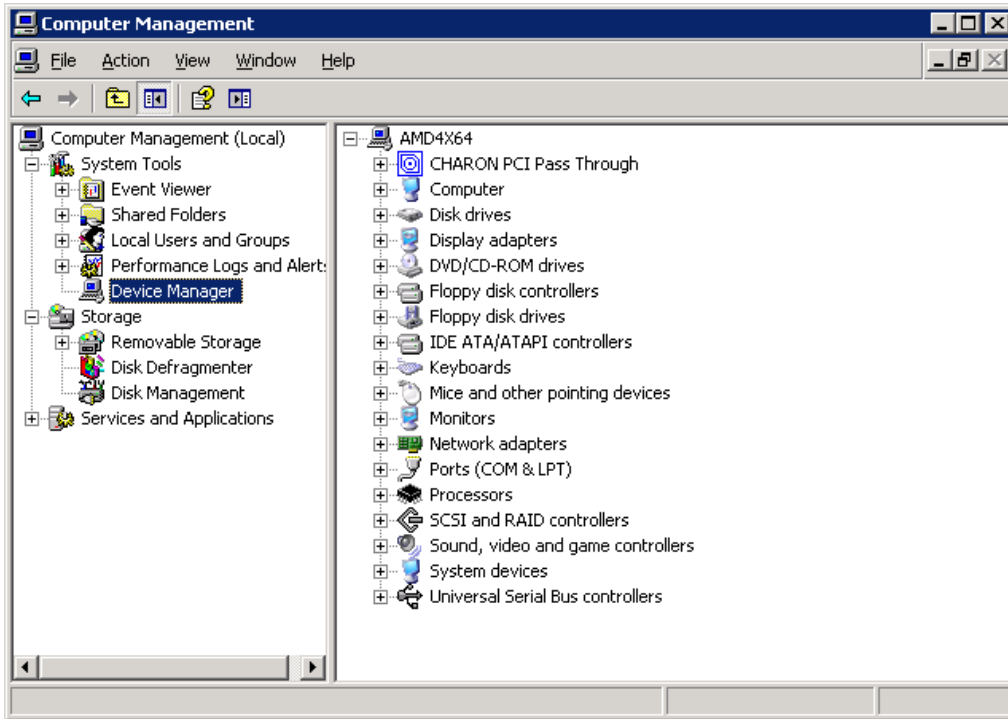 Computer Management
File Action View Window Help
Computer Management (Local)
System Tools
Event Viewer
Shared Folders
Local Users and Groups
Performance Logs and Alert
Device Manager
Storage
Removable Storage
Disk Defragmenter
Disk Management
Services and Applications
AMD4X64
CHARON PCI Pass Through
Computer
Disk drives
Display adapters
DVD/CD-ROM drives
Floppy disk controllers
Floppy disk drives
IDE ATA/ATAPI controllers
Keyboards
Mice and other pointing devices
Monitors
Network adapters
Ports (COM & LPT)
Processors
SCSI and RAID controllers
Sound, video and game controllers
System devices
Universal Serial Bus controllers